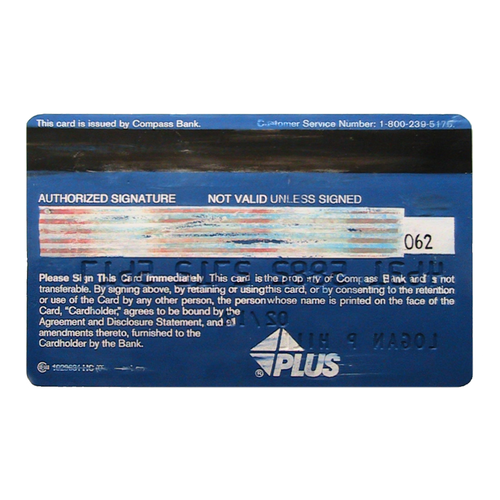 This card is issued by Compass Bank.
Customer Service Number: 1-800-239-5175.
AUTHORIZED SIGNATURE NOT VALID UNLESS SIGNED
062
Please Sign This Card Immediately This card is the property of Compass Bank and is not
transferable. By signing above, by retaining or using this card, or by consenting to the retention
or use of the Card by any other person, the person whose name is printed on the face of the
Card, "Cardholder," agrees to be bound by the
Agreement and Disclosure Statement, and all
amendments thereto, furnished to the
Cardholder by the Bank.
LOGAN P
® PLUS